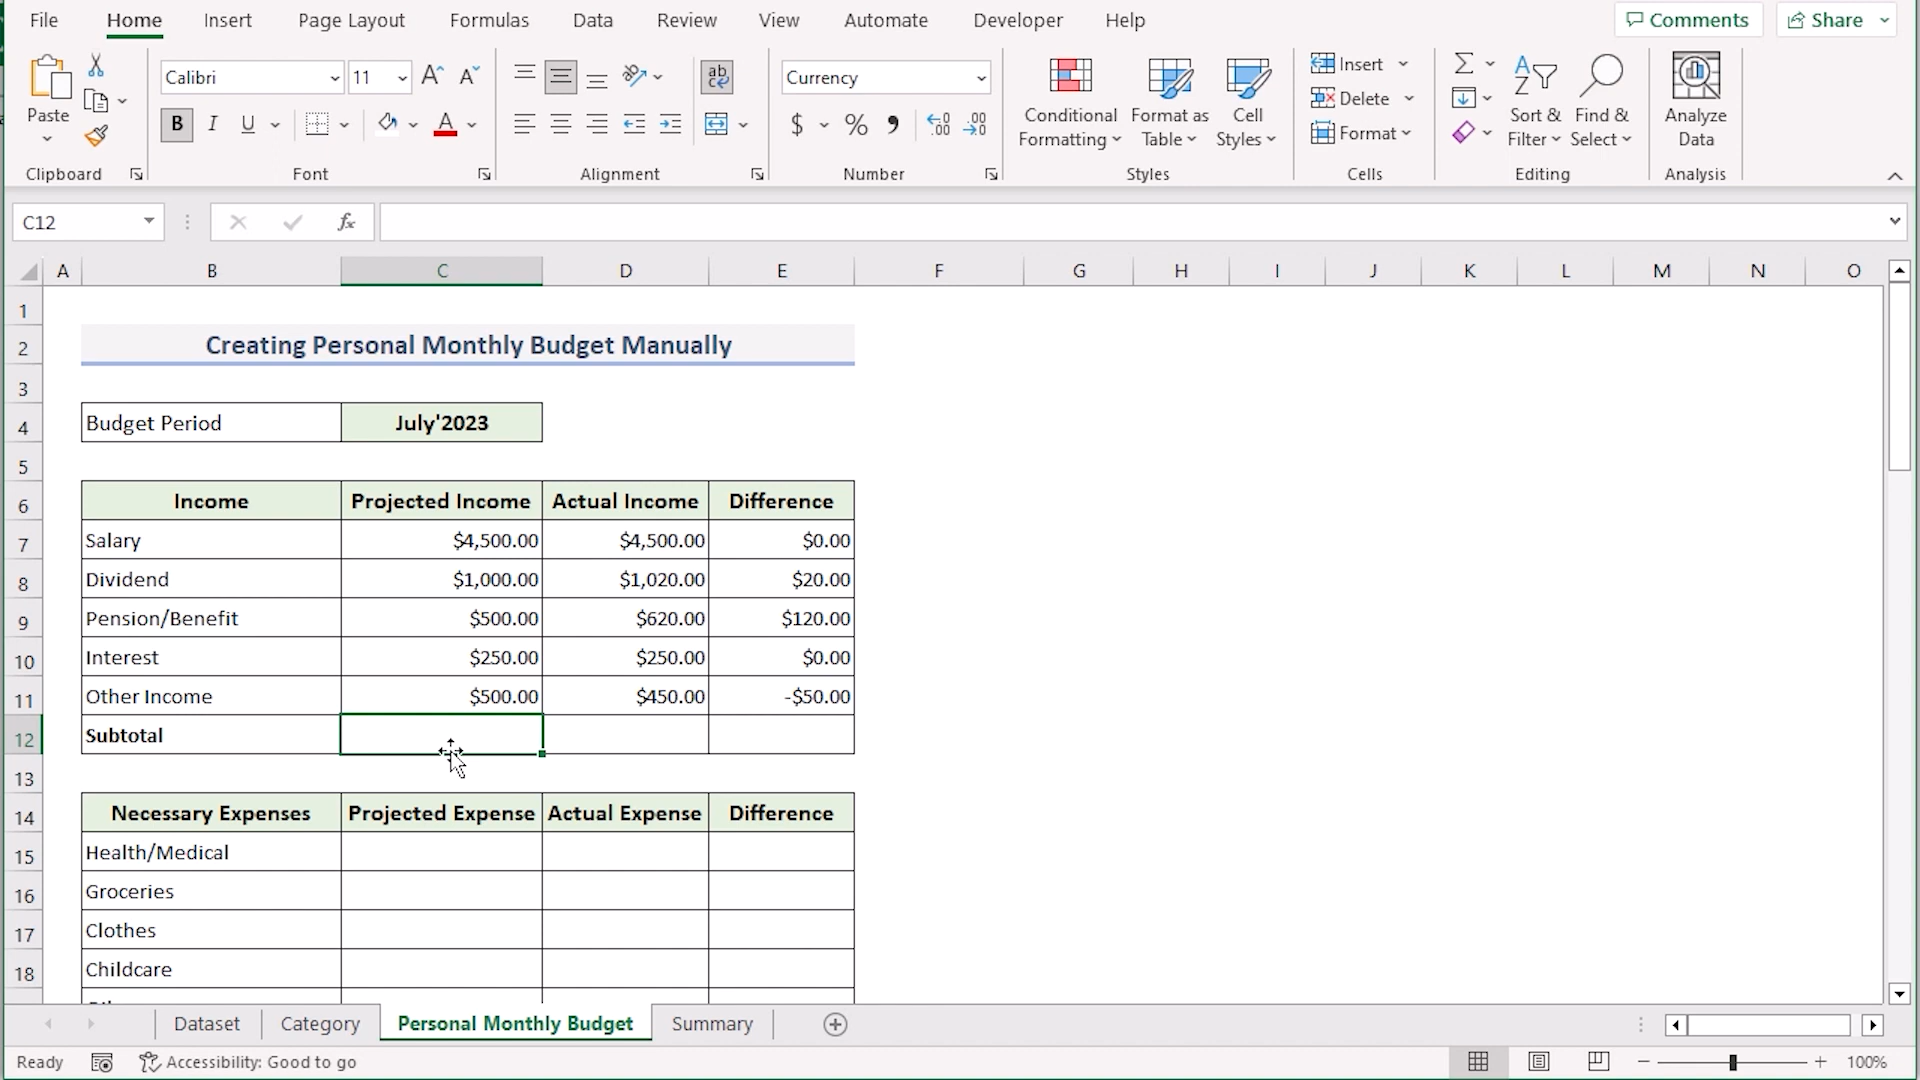 File Home Insert Page Layout Formulas Data Review View Automate Developer Help Comments Share
Paste Calibri 11 B I U A ab c Currency $ % 9 Conditional Formatting Format as Table Cell Styles Insert Delete Format Sort & Filter Find & Select Analyze Data
Clipboard Font Alignment Number Styles Cells Editing Analysis
C12 fx
A B C D E F G H I J K L M N O
1
2 Creating Personal Monthly Budget Manually
3
4 Budget Period July'2023
5
6 Income Projected Income Actual Income Difference
7 Salary $4,500.00 $4,500.00 $0.00
8 Dividend $1,000.00 $1,020.00 $20.00
9 Pension/Benefit $500.00 $620.00 $120.00
10 Interest $250.00 $250.00 $0.00
11 Other Income $500.00 $450.00 -$50.00
12 Subtotal
13
14 Necessary Expenses Projected Expense Actual Expense Difference
15 Health/Medical
16 Groceries
17 Clothes
18 Childcare
Dataset Category Personal Monthly Budget Summary
Ready Accessibility: Good to go 100%